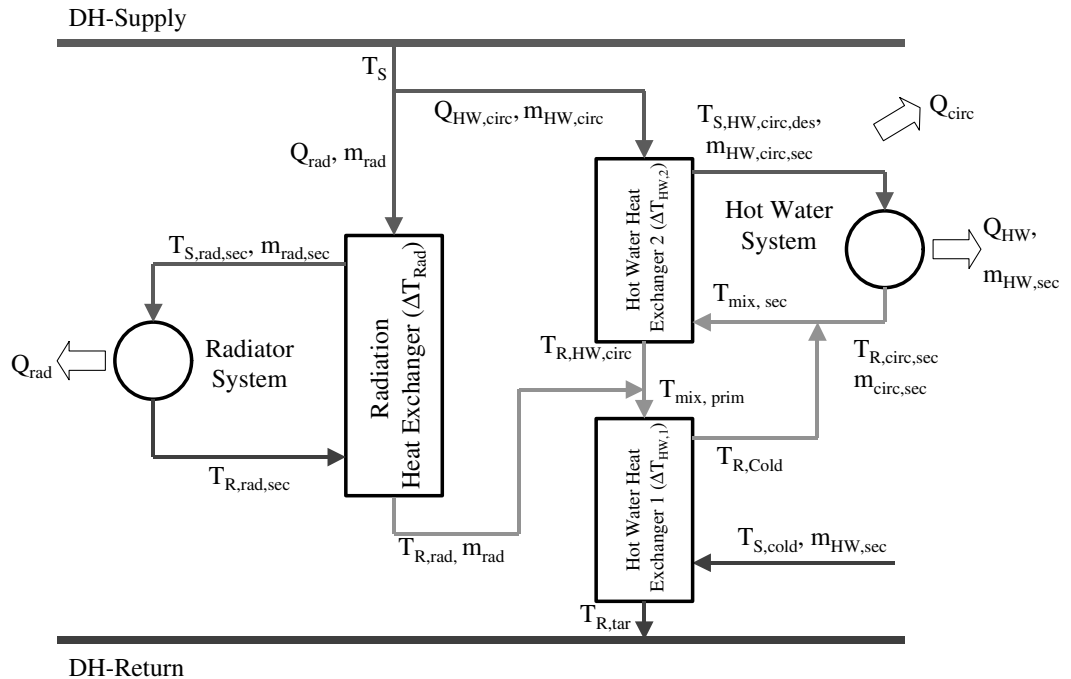 DH-Supply
T_S
Q_HW,circ, m_HW,circ
Q_rad, m_rad
T_S,HW,circ,des,
m_HW,circ,sec
Q_circ
Hot Water Heat
Exchanger 2 (ΔT_HW,2)
Hot Water
System
Q_HW,
m_HW,sec
T_S,rad,sec, m_rad,sec
Radiation
Heat Exchanger (ΔT_Rad)
Radiator
System
Q_rad
T_mix, sec
T_R,HW,circ
T_R,circ,sec
m_circ,sec
T_mix, prim
T_R,rad,sec
Hot Water Heat
Exchanger 1 (ΔT_HW,1)
T_R,Cold
T_R,rad, m_rad
T_S,cold, m_HW,sec
T_R,tar
DH-Return